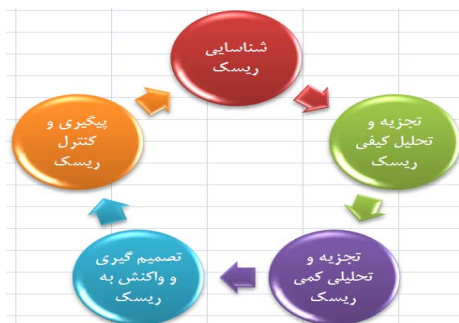 شناسایی
ریسک
تجزیه و
تحلیل کیفی
ریسک
تجزیه و
تحلیلی کمی
ریسک
تصمیم گیری
و واکنش به
ریسک
پیگیری و
کنترل
ریسک